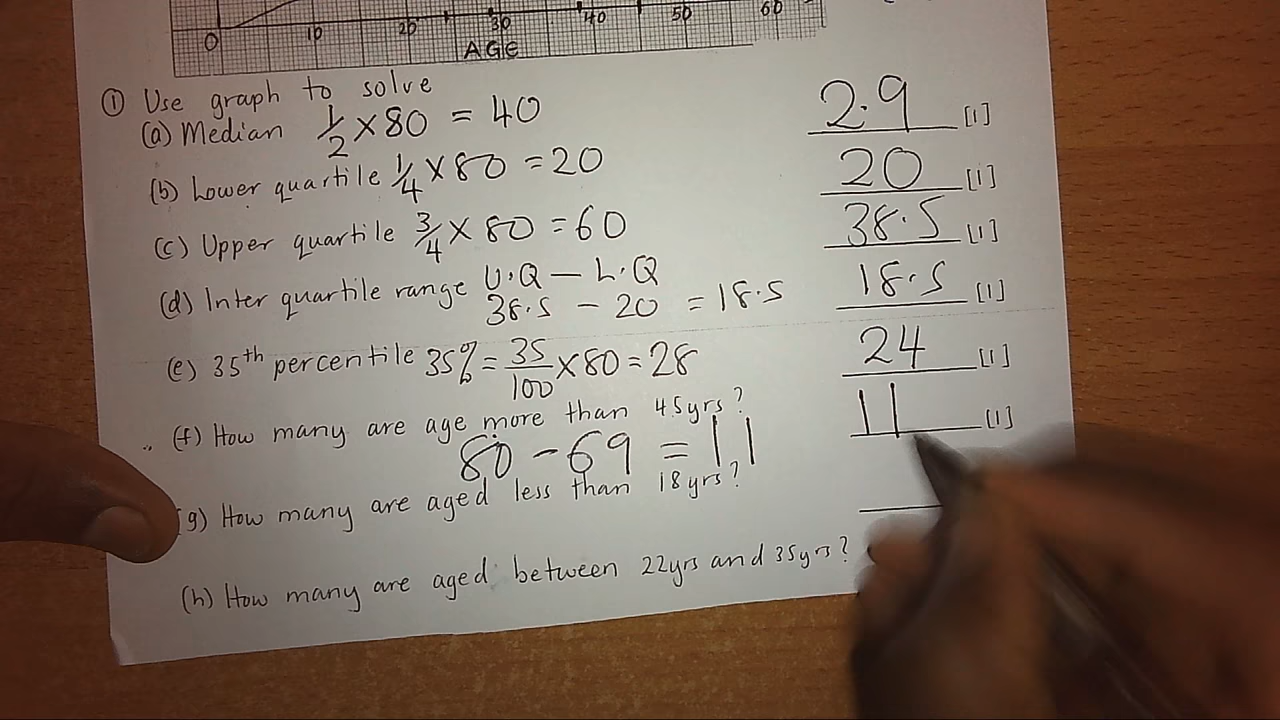 0 10 20 30 40 50 60
AGE
① Use graph to solve
(a) Median 1/2 × 80 = 40 2.9 [1]
(b) Lower quartile 1/4 × 80 = 20 20 [1]
(c) Upper quartile 3/4 × 80 = 60 38.5 [1]
(d) Inter quartile range U.Q — L.Q 18.5 [1]
38.5 - 20 = 18.5
(e) 35th percentile 35% = 35/100 × 80 = 28 24 [1]
(f) How many are age more than 45yrs? 11 [1]
80 - 69 = 11
(g) How many are aged less than 18yrs?
(h) How many are aged between 22yrs and 35yrs?